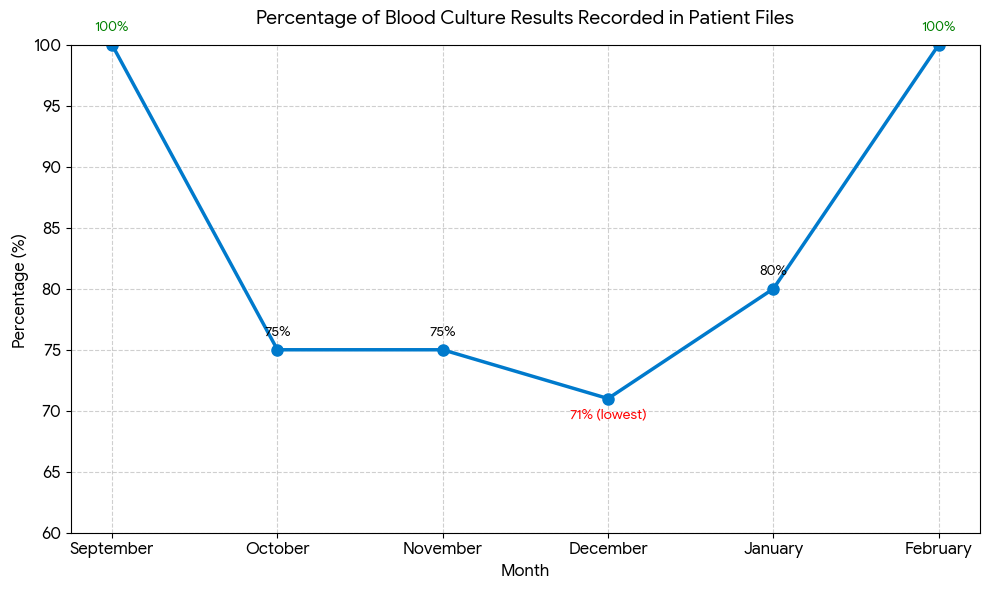 Percentage of Blood Culture Results Recorded in Patient Files
100%
100%
100
95
90
85
80
75
70
65
60
Percentage (%)
75%
75%
71% (lowest)
80%
September October November December January February
Month